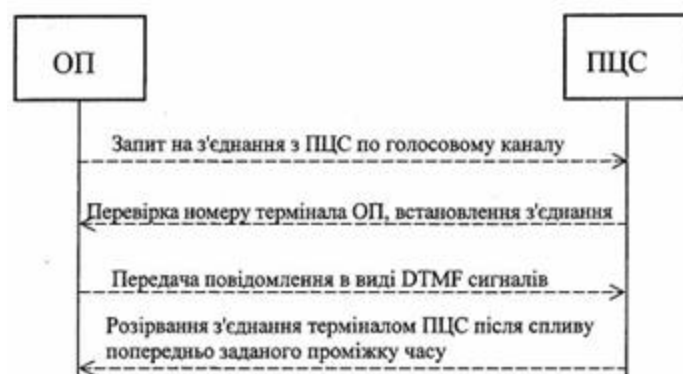 ОП
ПЦС
Запит на з'єднання з ПЦС по голосовому каналу
Перевірка номеру термінала ОП, встановлення з'єднання
Передача повідомлення в виді DTMF сигналів
Розірвання з'єднання терміналом ПЦС після спливу
попередньо заданого проміжку часу